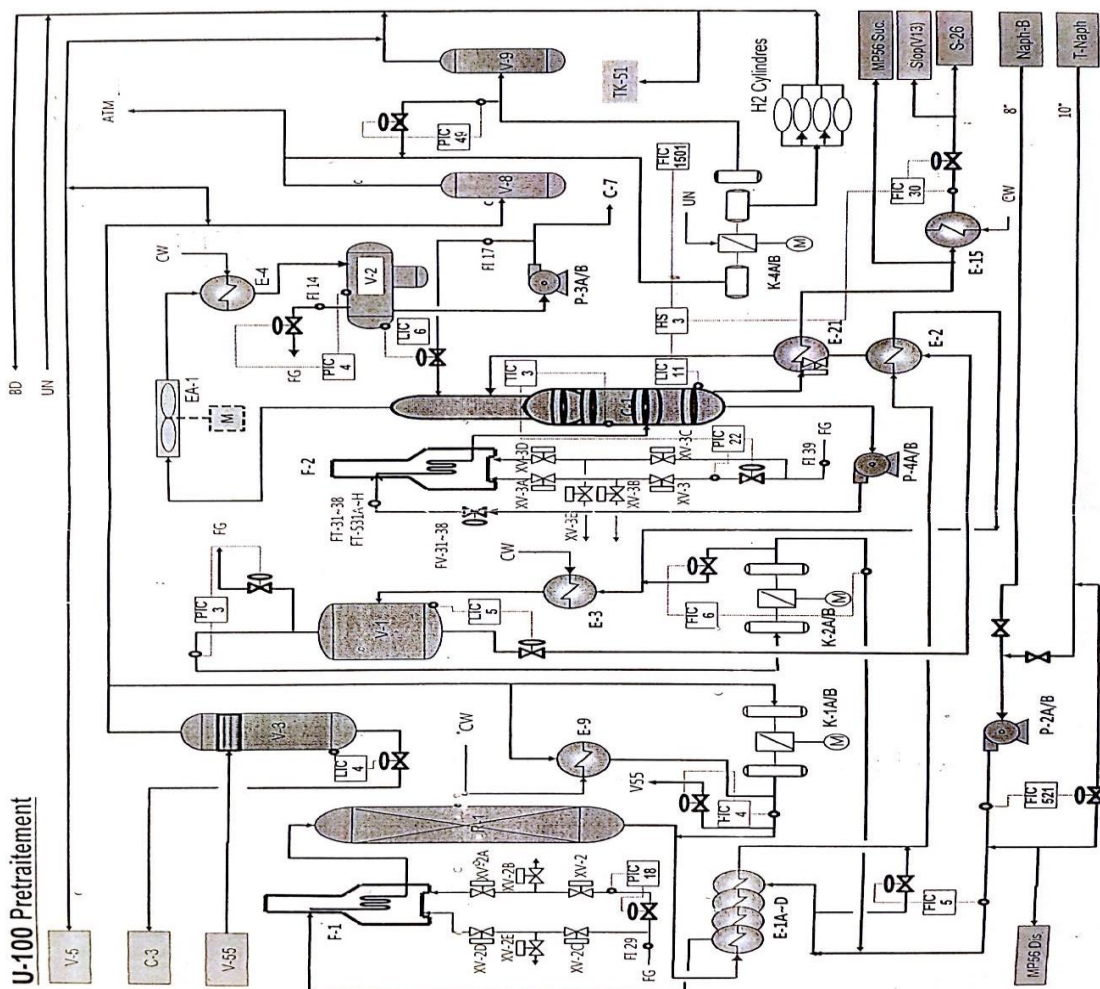 U-100 Pretraitement
V-5
C-3
V-55
BD
UN
ATM
CW
E-4
EA-1
M
FG
PIC
4
FI 14
V-2
LIC
6
FI 17
P-3A/B
C-7
V-8
PIC
49
V-9
TK-51
H2 Cylindres
FIC
1501
UN
K-4A/B
M
HS
3
LIC
11
TIC
3
C-1
E-21
E-2
E-15
CW
FIC
30
MP56 Suc.
Slop(V13)
S-26
Naph-B
T-Naph
8"
10"
F-2
FT-31~38
FT-531A~H
FV-31~38
XV-3A
XV-3D
XV-3E
XV-3B
XV-3
XV-3C
PIC
22
FI 39
FG
P-4A/B
PIC
3
FG
V-1
LIC
5
CW
E-3
FIC
6
K-2A/B
M
V-3
LIC
4
CW
E-9
V55
FIC
4
K-1A/B
M
R-1
F-1
XV-2A
XV-2B
XV-2
XV-2D
XV-2E
XV-2C
PIC
18
FI 29
FG
E-1A~D
FIC
5
P-2A/B
FIC
521
MP56 Dis.